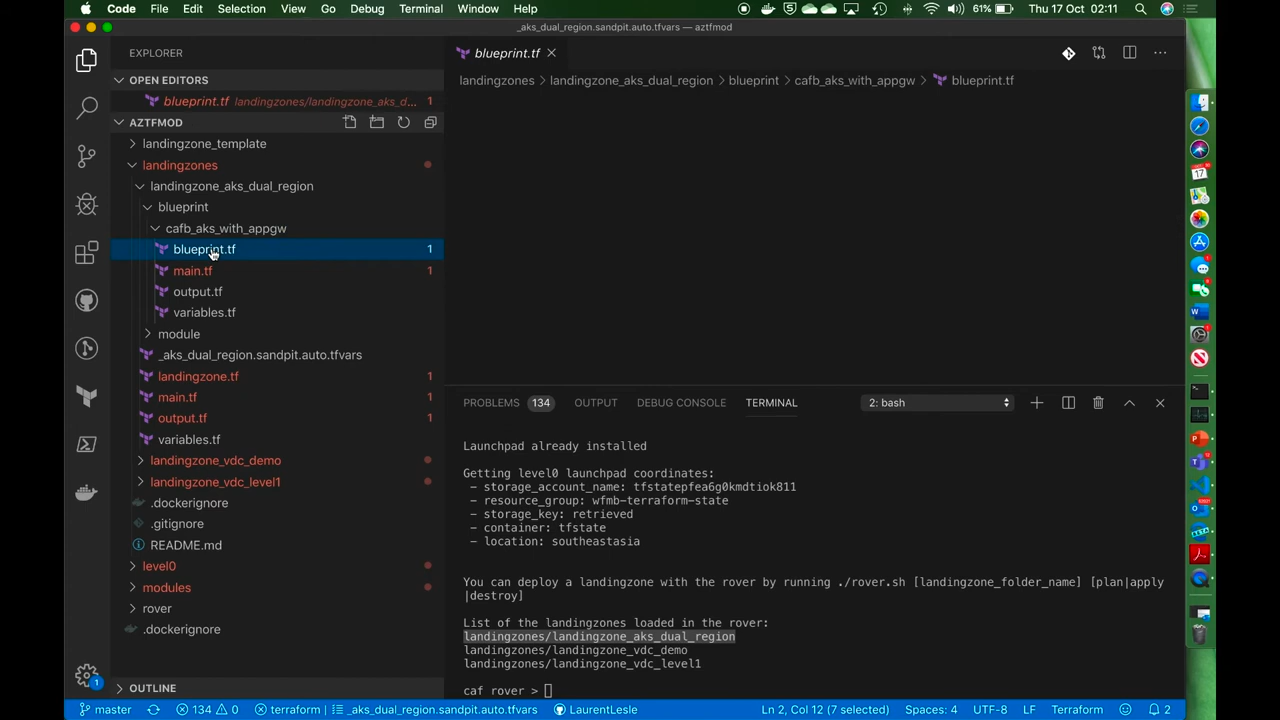 Code File Edit Selection View Go Debug Terminal Window Help 61% Thu 17 Oct 02:11
_aks_dual_region.sandpit.auto.tfvars — aztfmod
EXPLORER
OPEN EDITORS
blueprint.tf landingzones/landingzone_aks_d... 1
AZTFMOD
landingzone_template
landingzones
landingzone_aks_dual_region
blueprint
cafb_aks_with_appgw
blueprint.tf 1
main.tf 1
output.tf
variables.tf
module
_aks_dual_region.sandpit.auto.tfvars
landingzone.tf 1
main.tf 1
output.tf 1
variables.tf
landingzone_vdc_demo
landingzone_vdc_level1
.dockerignore
.gitignore
README.md
level0
modules
rover
.dockerignore
OUTLINE
1
blueprint.tf
landingzones > landingzone_aks_dual_region > blueprint > cafb_aks_with_appgw > blueprint.tf
PROBLEMS 134 OUTPUT DEBUG CONSOLE TERMINAL 2: bash
Launchpad already installed
Getting level0 launchpad coordinates:
- storage_account_name: tfstatepfea6g0kmdtiok811
- resource_group: wfmb-terraform-state
- storage_key: retrieved
- container: tfstate
- location: southeastasia
You can deploy a landingzone with the rover by running ./rover.sh [landingzone_folder_name] [plan|apply
|destroy]
List of the landingzones loaded in the rover:
landingzones/landingzone_aks_dual_region
landingzones/landingzone_vdc_demo
landingzones/landingzone_vdc_level1
caf rover >
master 134 0 terraform | _aks_dual_region.sandpit.auto.tfvars LaurentLesle Ln 2, Col 12 (7 selected) Spaces: 4 UTF-8 LF Terraform 2